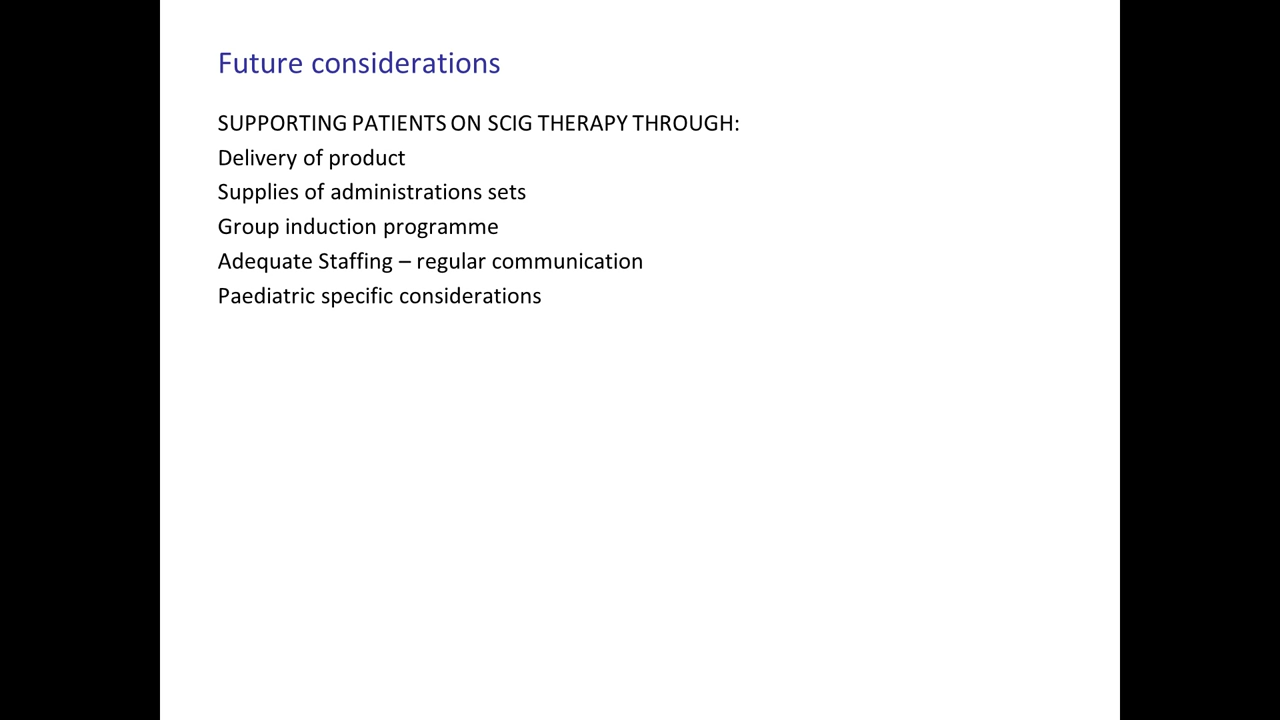 Future considerations
SUPPORTING PATIENTS ON SCIG THERAPY THROUGH:
Delivery of product
Supplies of administrations sets
Group induction programme
Adequate Staffing – regular communication
Paediatric specific considerations